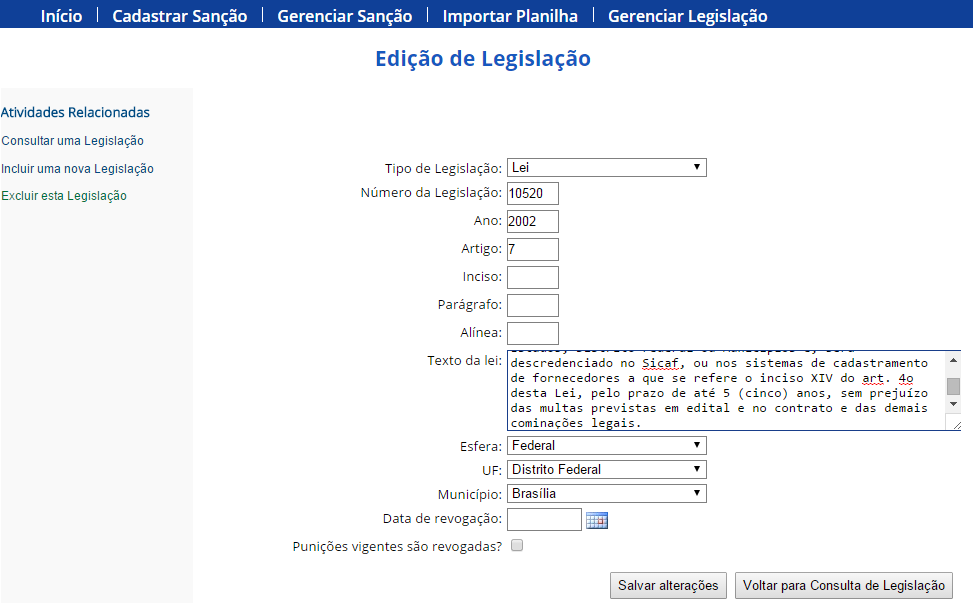 Início Cadastrar Sanção Gerenciar Sanção Importar Planilha Gerenciar Legislação
Edição de Legislação
Atividades Relacionadas
Consultar uma Legislação
Incluir uma nova Legislação
Excluir esta Legislação
Tipo de Legislação: Lei
Número da Legislação: 10520
Ano: 2002
Artigo: 7
Inciso:
Parágrafo:
Alínea:
Texto da lei:
descredenciado no Sicaf, ou nos sistemas de cadastramento
de fornecedores a que se refere o inciso XIV do art. 4o
desta Lei, pelo prazo de até 5 (cinco) anos, sem prejuízo
das multas previstas em edital e no contrato e das demais
cominações legais.
Esfera: Federal
UF: Distrito Federal
Município: Brasília
Data de revogação:
Punições vigentes são revogadas?
Salvar alterações Voltar para Consulta de Legislação